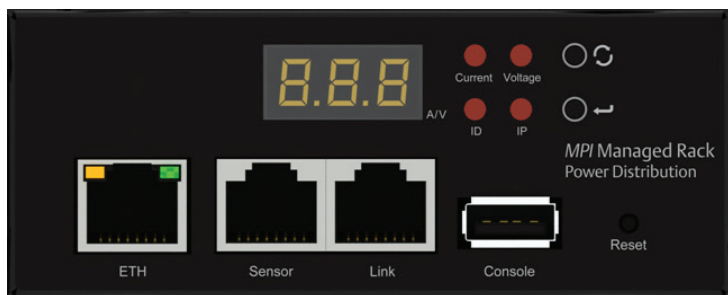 8.8.8
A/V
Current Voltage
ID IP
MPI Managed Rack
Power Distribution
ETH
Sensor
Link
Console
Reset